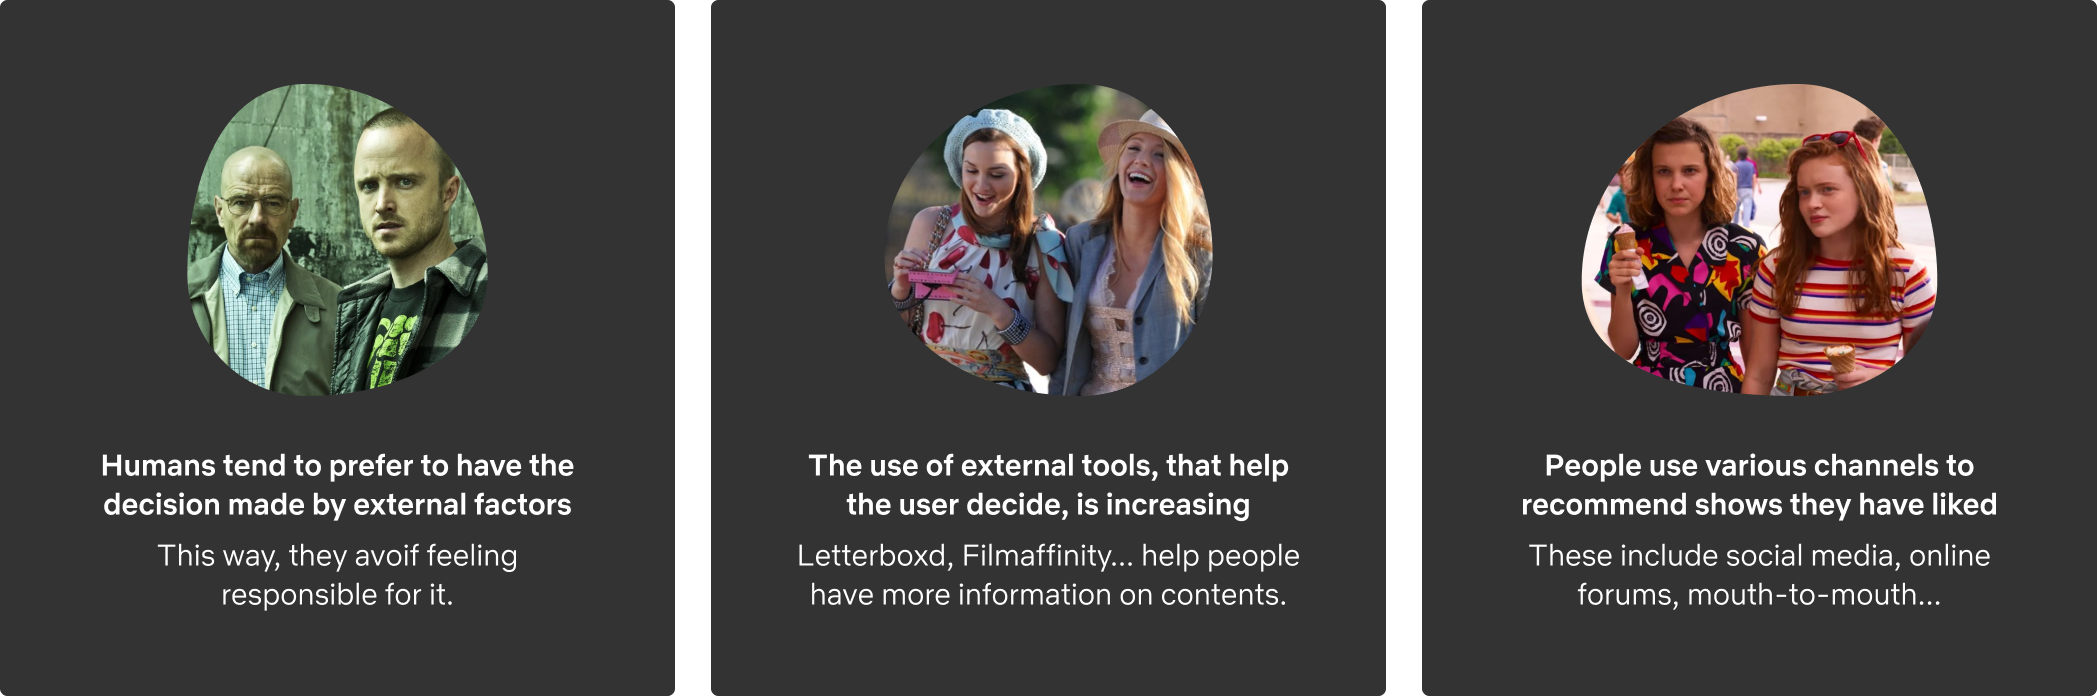 Humans tend to prefer to have the
decision made by external factors
This way, they avoif feeling
responsible for it.
The use of external tools, that help
the user decide, is increasing
Letterboxd, Filmaffinity... help people
have more information on contents.
People use various channels to
recommend shows they have liked
These include social media, online
forums, mouth-to-mouth...